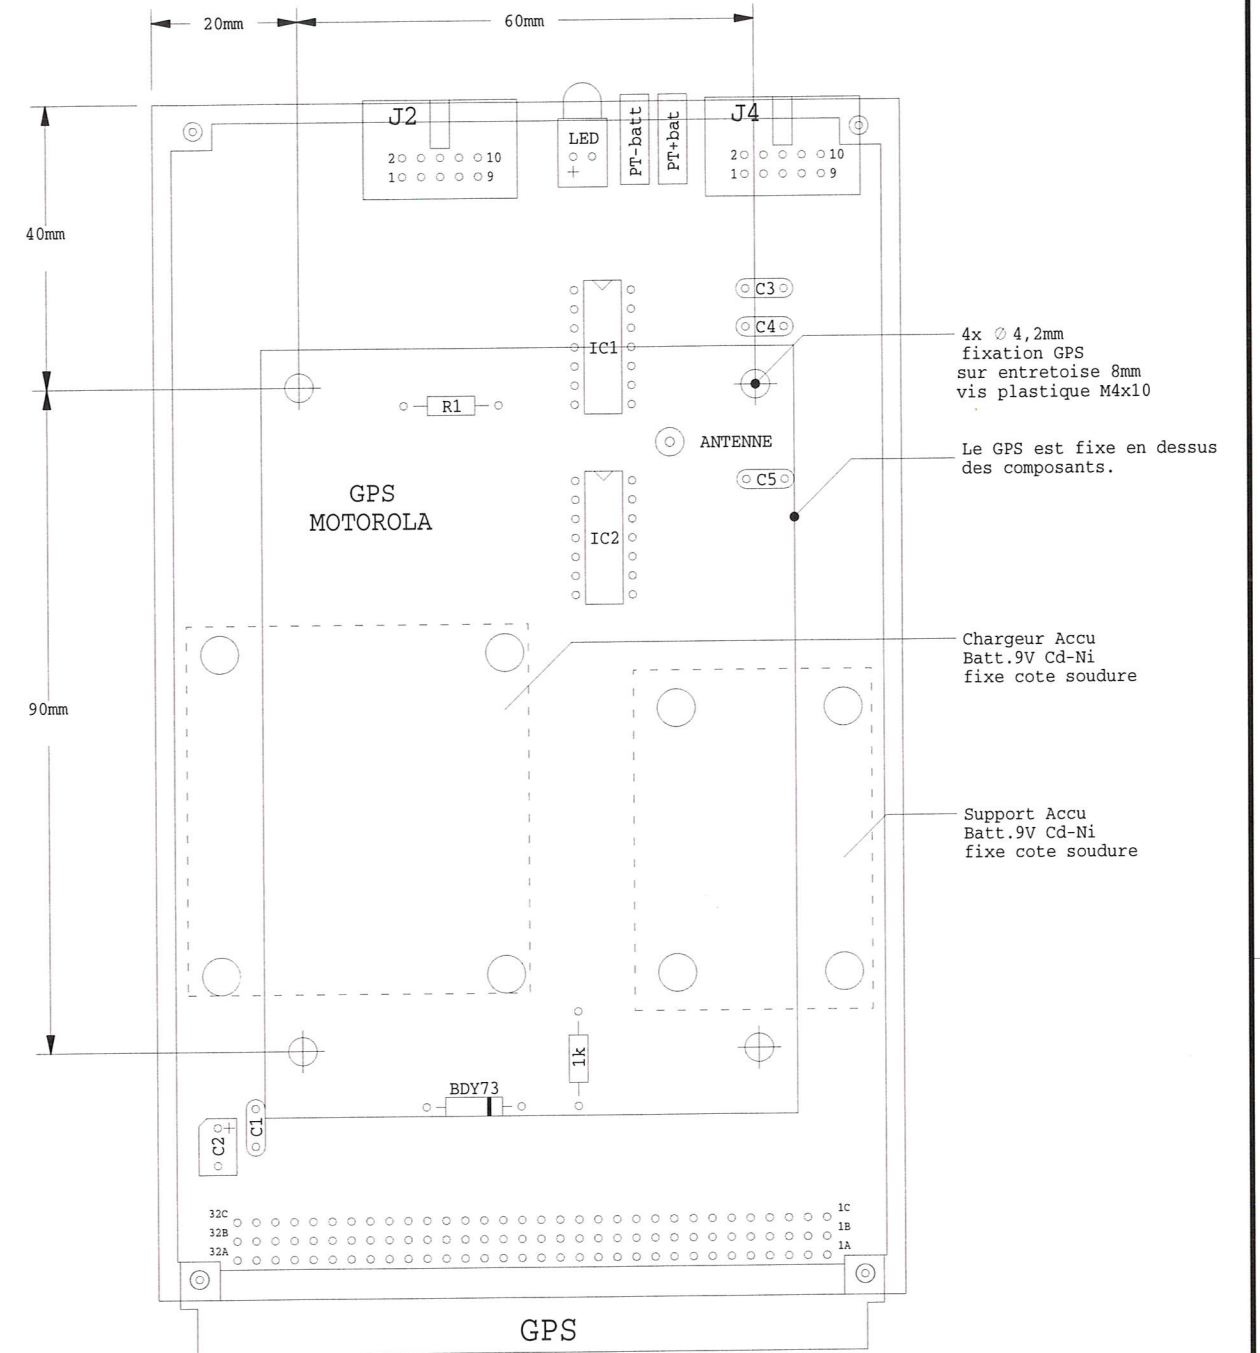 20mm
60mm
J2
LED
PT-batt
PT+bat
J4
2 10
1 9
+
2 10
1 9
40mm
C3
C4
4x ∅ 4,2mm
fixation GPS
sur entretoise 8mm
vis plastique M4x10
IC1
R1
ANTENNE
Le GPS est fixe en dessus
des composants.
C5
GPS
MOTOROLA
IC2
Chargeur Accu
Batt.9V Cd-Ni
fixe cote soudure
90mm
Support Accu
Batt.9V Cd-Ni
fixe cote soudure
1k
BDY73
C1
C2
+
32C 1C
32B 1B
32A 1A
GPS